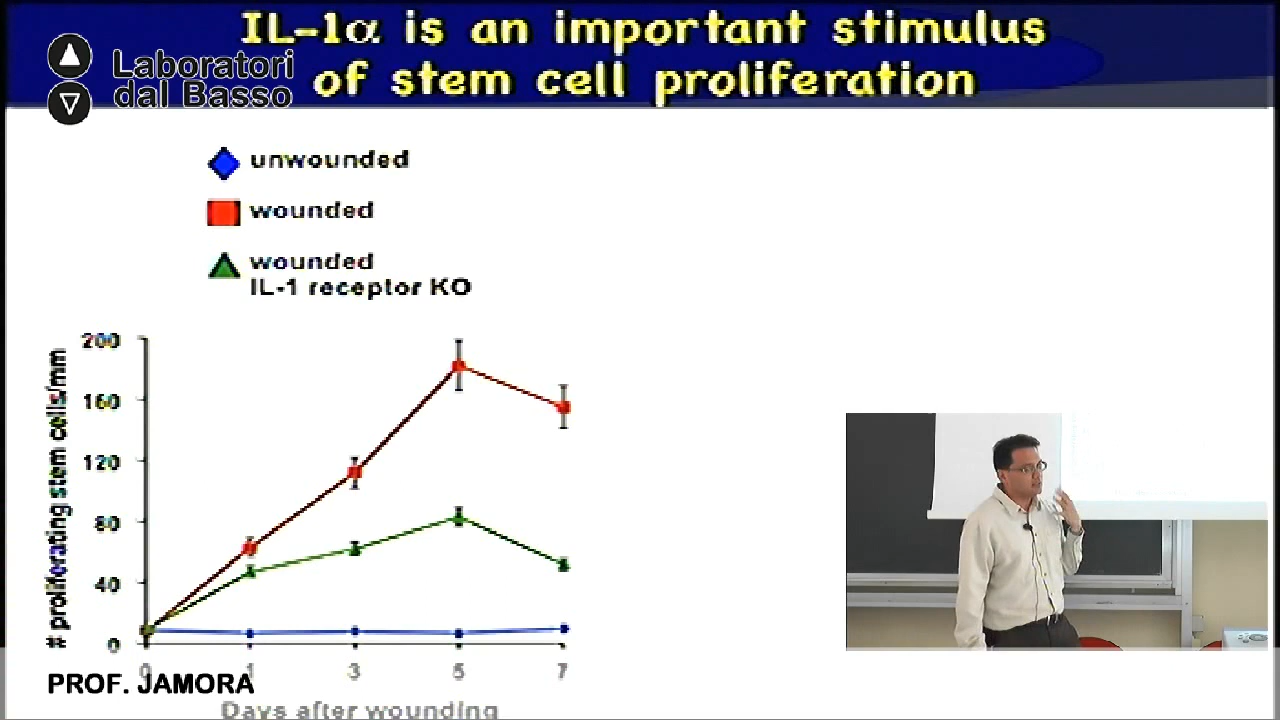 IL-1α is an important stimulus
of stem cell proliferation
Laboratori
dal Basso
unwounded
wounded
wounded
IL-1 receptor KO
# proliferating stem cells/mm
200
160
120
80
40
0
0 1 3 5 7
Days after wounding
PROF. JAMORA